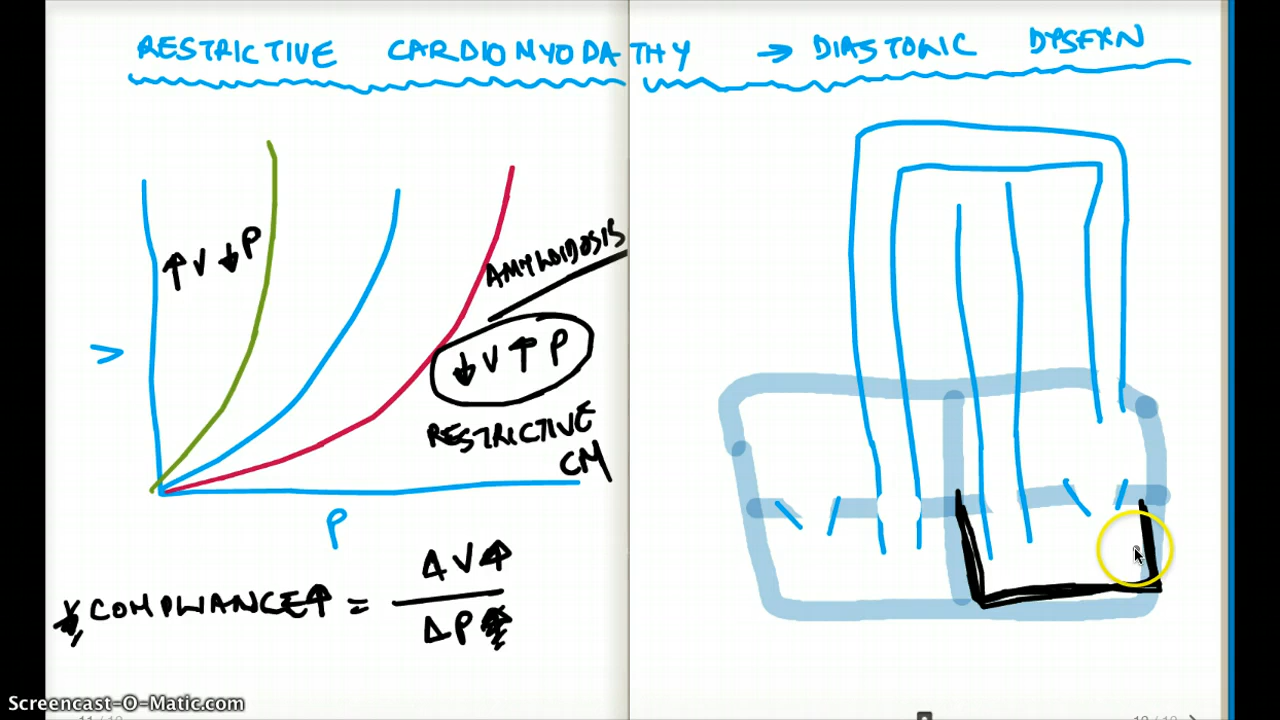 RESTRICTIVE CARDIOMYOPATHY → DIASTOLIC DYSFXN
↑ V ↓ P
AMYLOIDOSIS
V
↓ V ↑ P
RESTRICTIVE
CM
P
* COMPLIANCE↑ = ΔV↑
ΔP
Screencast-O-Matic.com